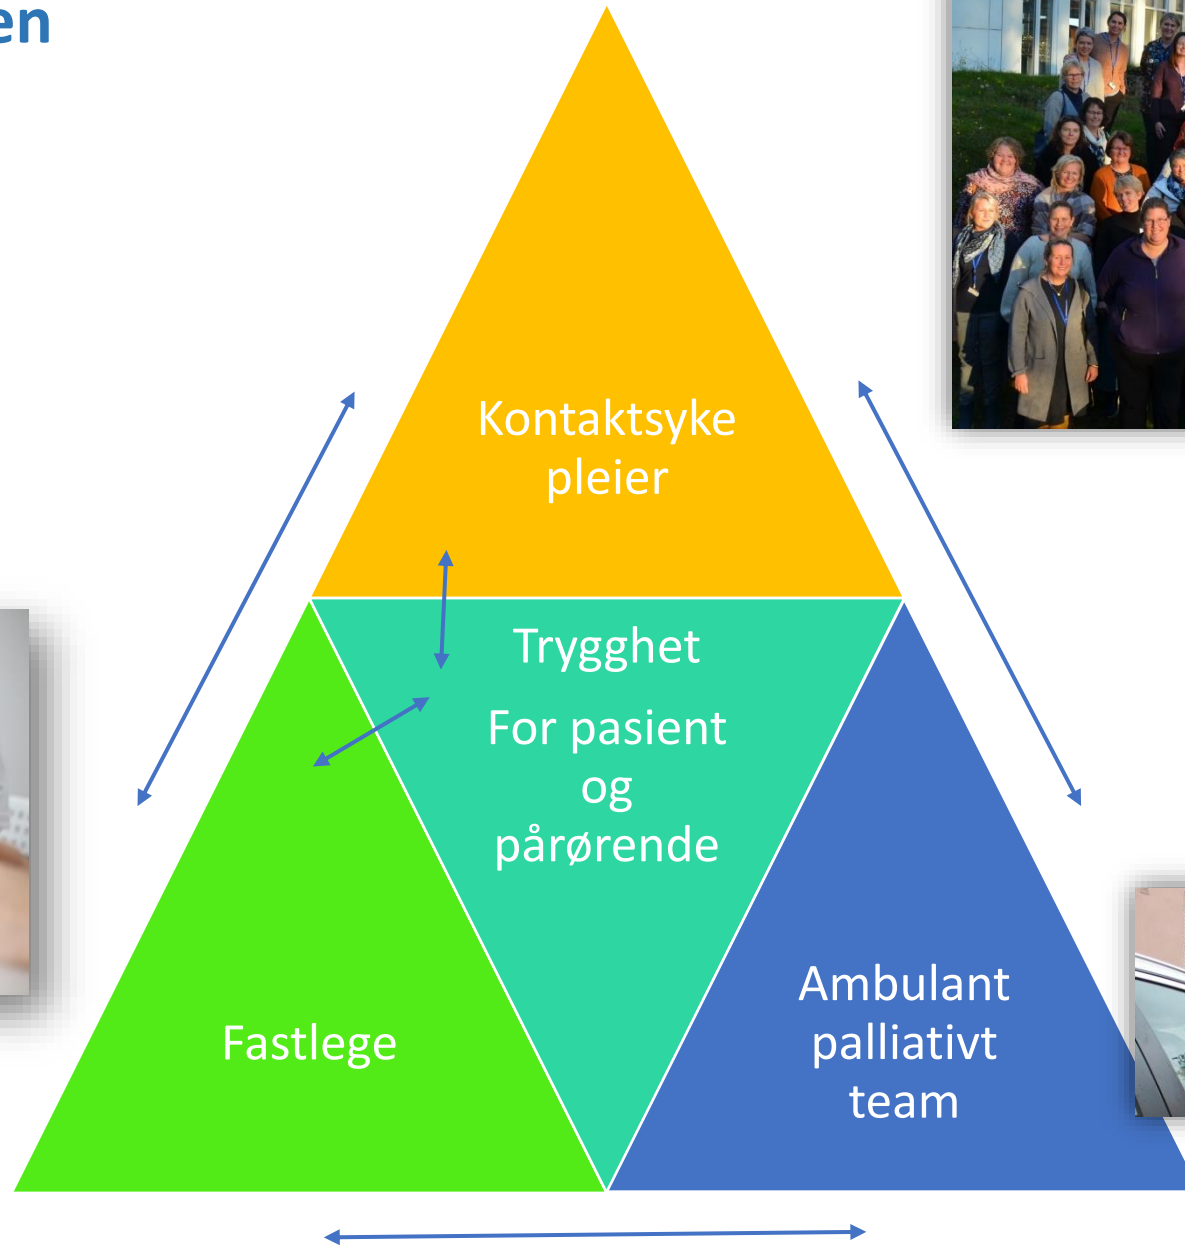 en
Kontaktsyke
pleier
Trygghet
For pasient
og
pårørende
Ambulant
palliativt
team
Fastlege